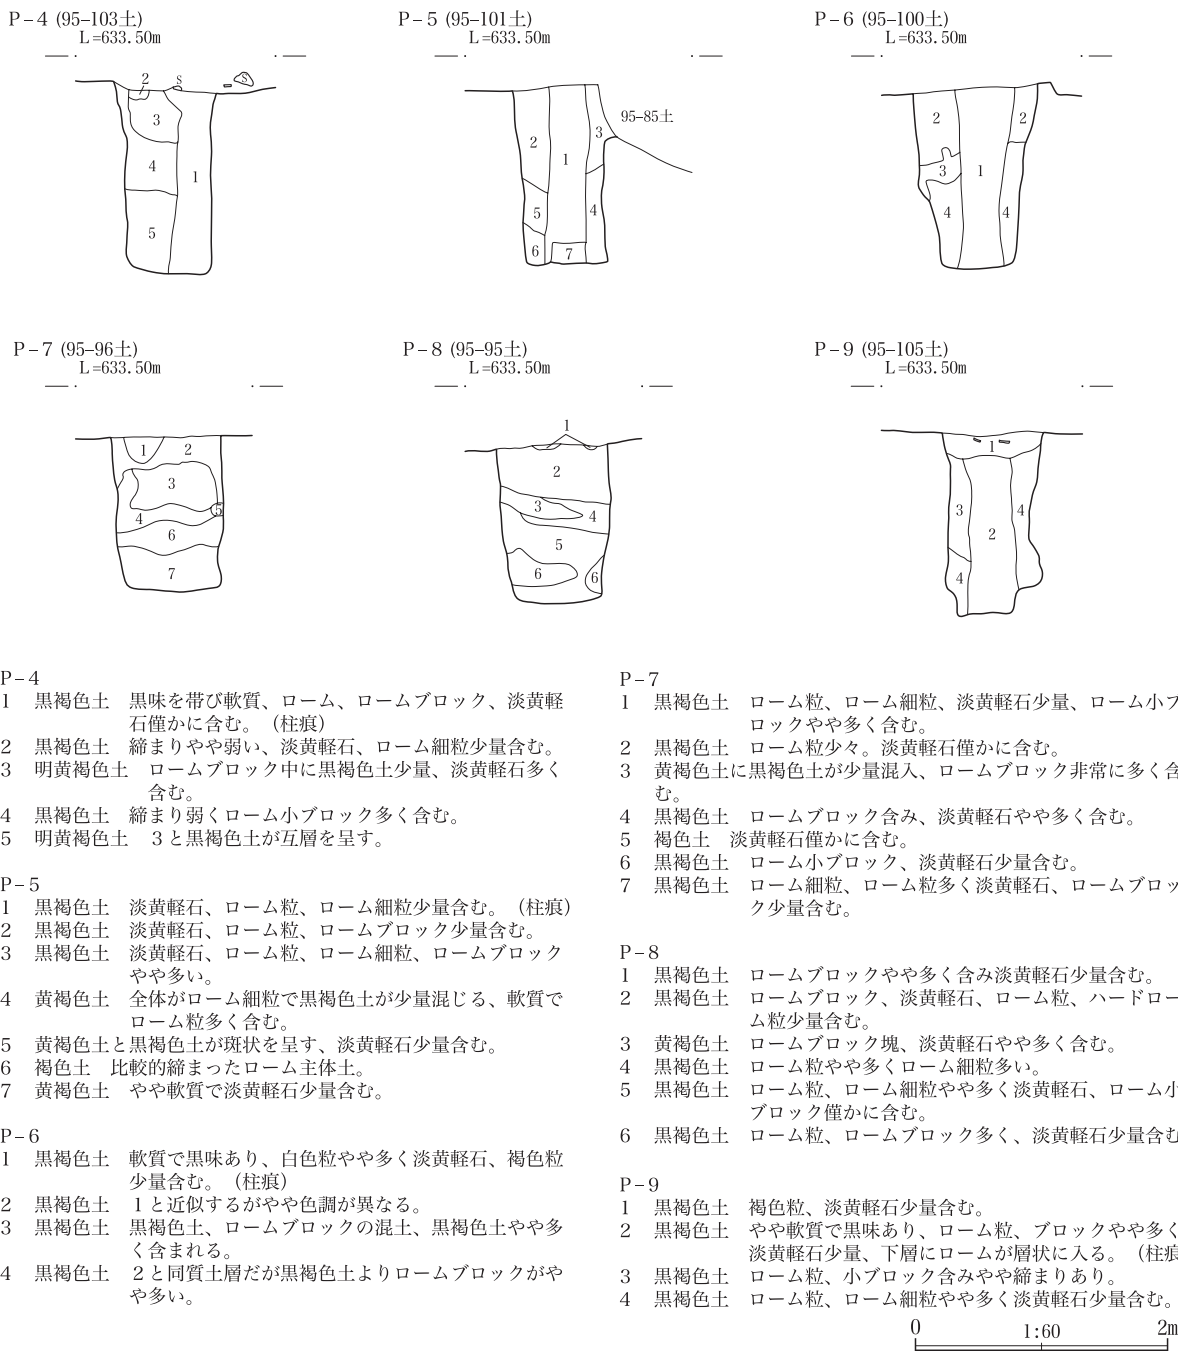 P−4 (95–103土)
L=633.50m
2
S
S
3
4
1
5
P−5 (95–101土)
L=633.50m
95–85土
3
2
1
5
4
6
7
P−6 (95–100土)
L=633.50m
2
2
3
1
4
4
P−7 (95–96土)
L=633.50m
1
2
3
5
4
6
7
P−8 (95–95土)
L=633.50m
1
2
3
4
5
6
6
P−9 (95–105土)
L=633.50m
1
3
4
2
4
P−4
1 黒褐色土 黒味を帯び軟質、ローム、ロームブロック、淡黄軽
石僅かに含む。（柱痕）
2 黒褐色土 締まりやや弱い、淡黄軽石、ローム細粒少量含む。
3 明黄褐色土 ロームブロック中に黒褐色土少量、淡黄軽石多く
含む。
4 黒褐色土 締まり弱くローム小ブロック多く含む。
5 明黄褐色土 ３と黒褐色土が互層を呈す。
P−5
1 黒褐色土 淡黄軽石、ローム粒、ローム細粒少量含む。（柱痕）
2 黒褐色土 淡黄軽石、ローム粒、ロームブロック少量含む。
3 黒褐色土 淡黄軽石、ローム粒、ローム細粒、ロームブロック
やや多い。
4 黄褐色土 全体がローム細粒で黒褐色土が少量混じる、軟質で
ローム粒多く含む。
5 黄褐色土と黒褐色土が斑状を呈す、淡黄軽石少量含む。
6 褐色土 比較的締まったローム主体土。
7 黄褐色土 やや軟質で淡黄軽石少量含む。
P−6
1 黒褐色土 軟質で黒味あり、白色粒やや多く淡黄軽石、褐色粒
少量含む。（柱痕）
2 黒褐色土 １と近似するがやや色調が異なる。
3 黒褐色土 黒褐色土、ロームブロックの混土、黒褐色土やや多
く含まれる。
4 黒褐色土 ２と同質土層だが黒褐色土よりロームブロックがや
や多い。
P−7
1 黒褐色土 ローム粒、ローム細粒、淡黄軽石少量、ローム小ブ
ロックやや多く含む。
2 黒褐色土 ローム粒少々。淡黄軽石僅かに含む。
3 黄褐色土に黒褐色土が少量混入、ロームブロック非常に多く含
む。
4 黒褐色土 ロームブロック含み、淡黄軽石やや多く含む。
5 褐色土 淡黄軽石僅かに含む。
6 黒褐色土 ローム小ブロック、淡黄軽石少量含む。
7 黒褐色土 ローム細粒、ローム粒多く淡黄軽石、ロームブロッ
ク少量含む。
P−8
1 黒褐色土 ロームブロックやや多く含み淡黄軽石少量含む。
2 黒褐色土 ロームブロック、淡黄軽石、ローム粒、ハードロー
ム粒少量含む。
3 黄褐色土 ロームブロック塊、淡黄軽石やや多く含む。
4 黒褐色土 ローム粒やや多くローム細粒多い。
5 黒褐色土 ローム粒、ローム細粒やや多く淡黄軽石、ローム小
ブロック僅かに含む。
6 黒褐色土 ローム粒、ロームブロック多く、淡黄軽石少量含む
P−9
1 黒褐色土 褐色粒、淡黄軽石少量含む。
2 黒褐色土 やや軟質で黒味あり、ローム粒、ブロックやや多く
淡黄軽石少量、下層にロームが層状に入る。（柱痕
3 黒褐色土 ローム粒、小ブロック含みやや締まりあり。
4 黒褐色土 ローム粒、ローム細粒やや多く淡黄軽石少量含む。
0 1:60 2m